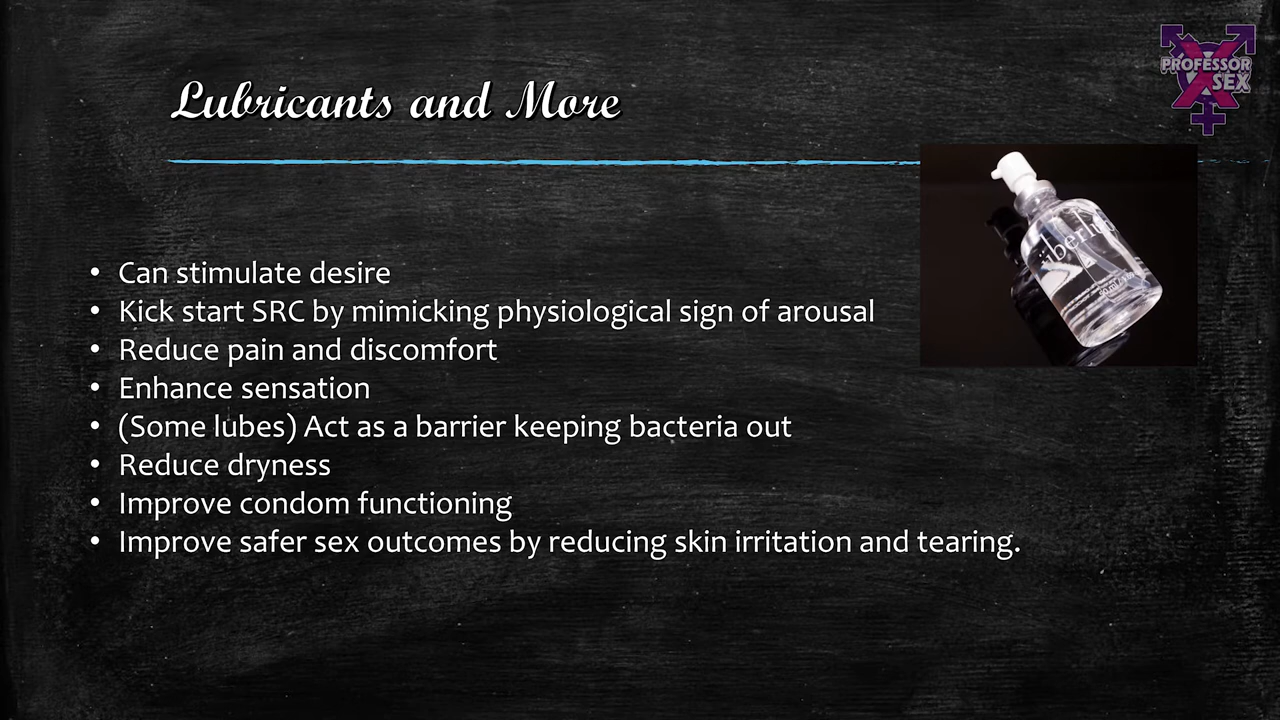 Lubricants and More
PROFESSOR
SEX
• Can stimulate desire
• Kick start SRC by mimicking physiological sign of arousal
• Reduce pain and discomfort
• Enhance sensation
• (Some lubes) Act as a barrier keeping bacteria out
• Reduce dryness
• Improve condom functioning
• Improve safer sex outcomes by reducing skin irritation and tearing.